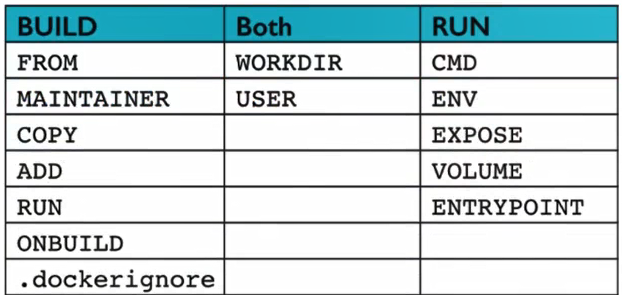 BUILD Both RUN
FROM WORKDIR CMD
MAINTAINER USER ENV
COPY EXPOSE
ADD VOLUME
RUN ENTRYPOINT
ONBUILD
.dockerignore